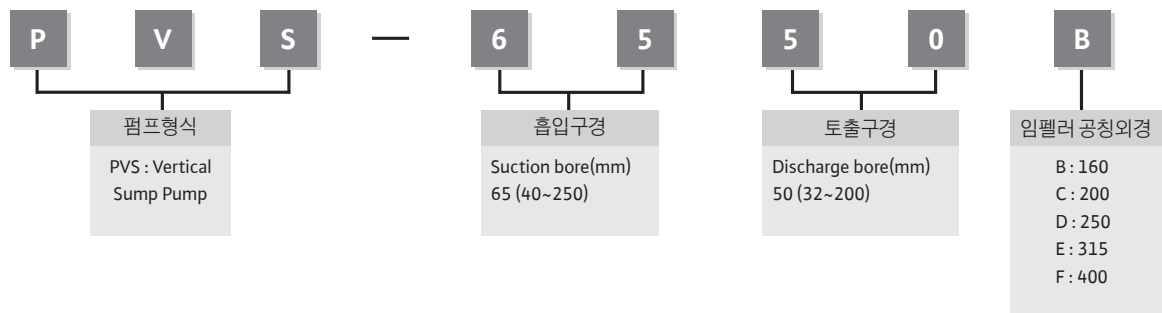 P V S — 6 5 5 0 B
펌프형식
PVS : Vertical
Sump Pump
흡입구경
Suction bore(mm)
65 (40~250)
토출구경
Discharge bore(mm)
50 (32~200)
임펠러 공칭외경
B : 160
C : 200
D : 250
E : 315
F : 400